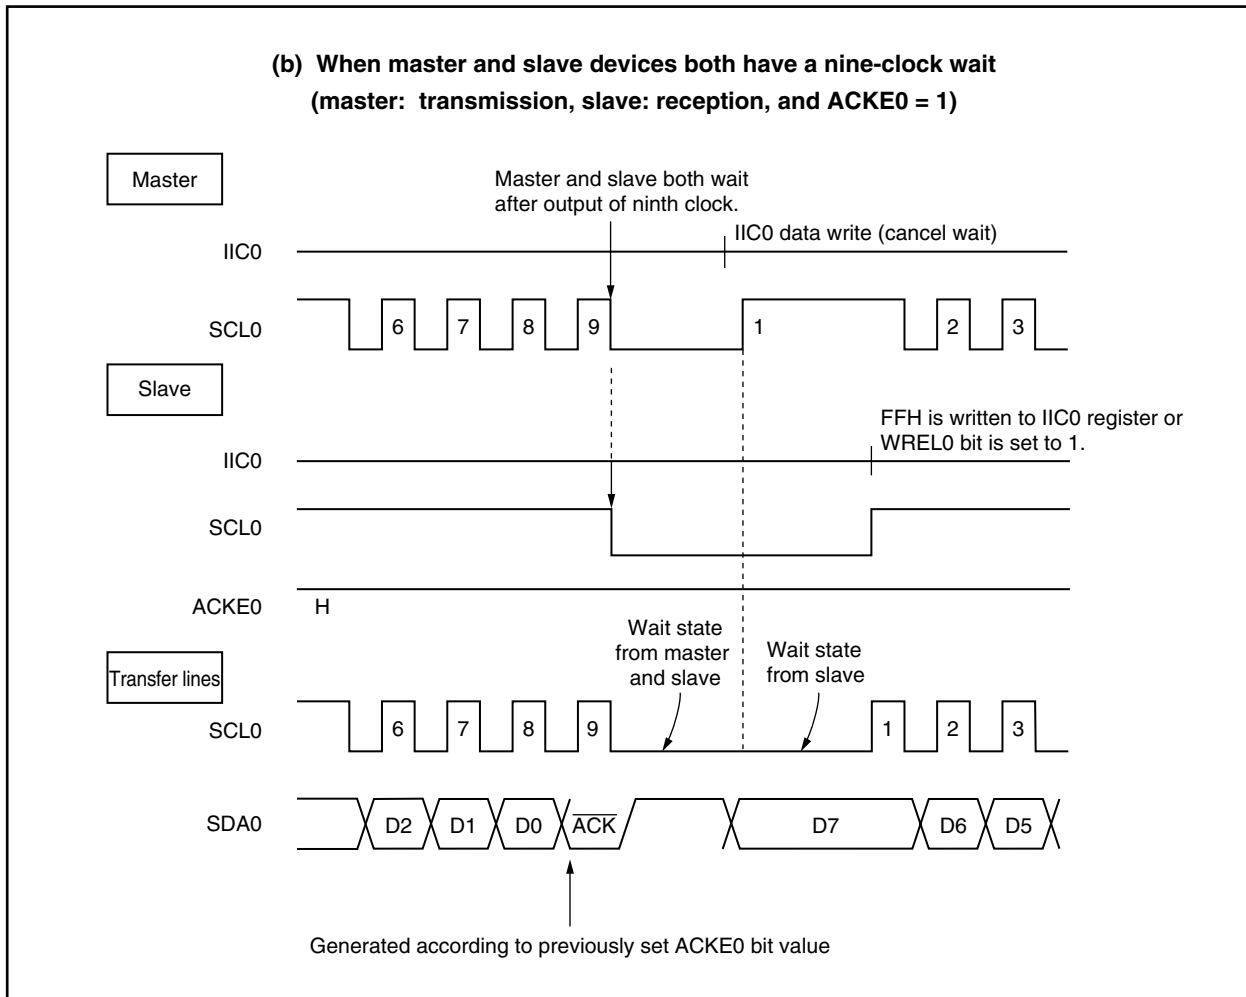 (b) When master and slave devices both have a nine-clock wait
(master: transmission, slave: reception, and ACKE0 = 1)
Master
Master and slave both wait
after output of ninth clock.
IIC0 data write (cancel wait)
IIC0
SCL0
6 7 8 9 1 2 3
Slave
FFH is written to IIC0 register or
WREL0 bit is set to 1.
IIC0
SCL0
ACKE0 H
Wait state
from master
and slave
Wait state
from slave
Transfer lines
SCL0
6 7 8 9 1 2 3
SDA0
D2 D1 D0 ACK D7 D6 D5
Generated according to previously set ACKE0 bit value